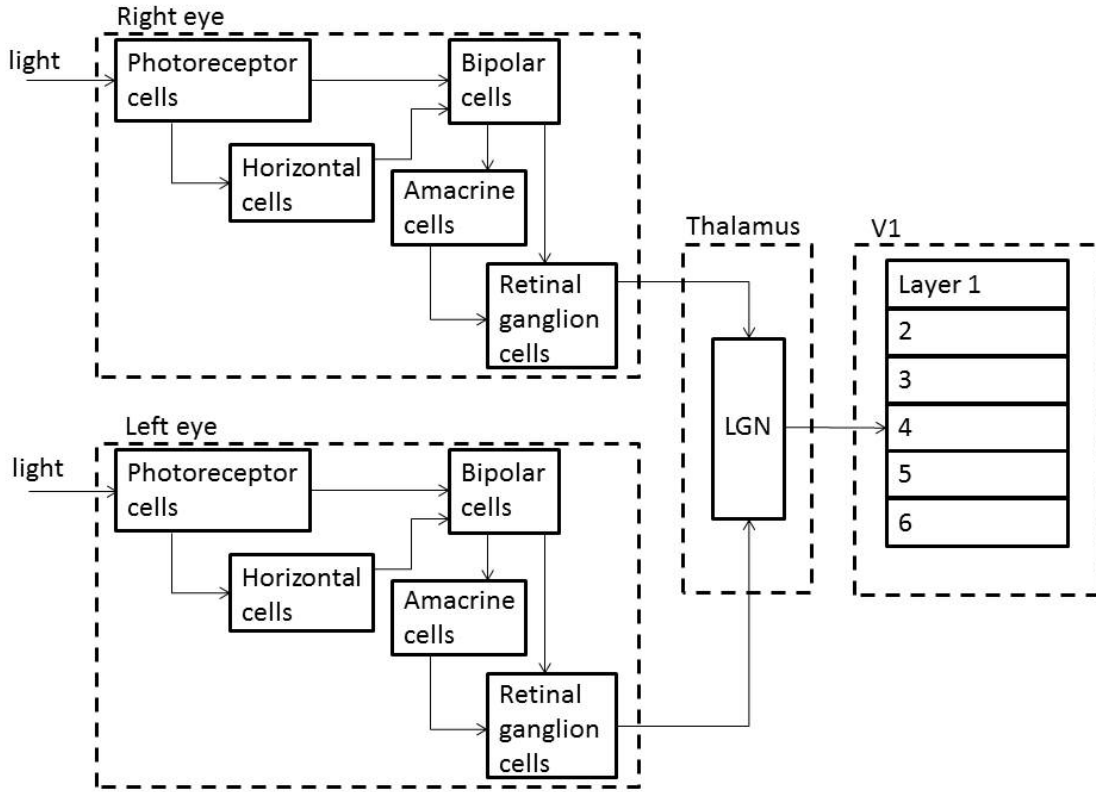 Right eye
light
Photoreceptor
cells
Bipolar
cells
Horizontal
cells
Amacrine
cells
Retinal
ganglion
cells
Thalamus
LGN
V1
Layer 1
2
3
4
5
6
Left eye
light
Photoreceptor
cells
Bipolar
cells
Horizontal
cells
Amacrine
cells
Retinal
ganglion
cells